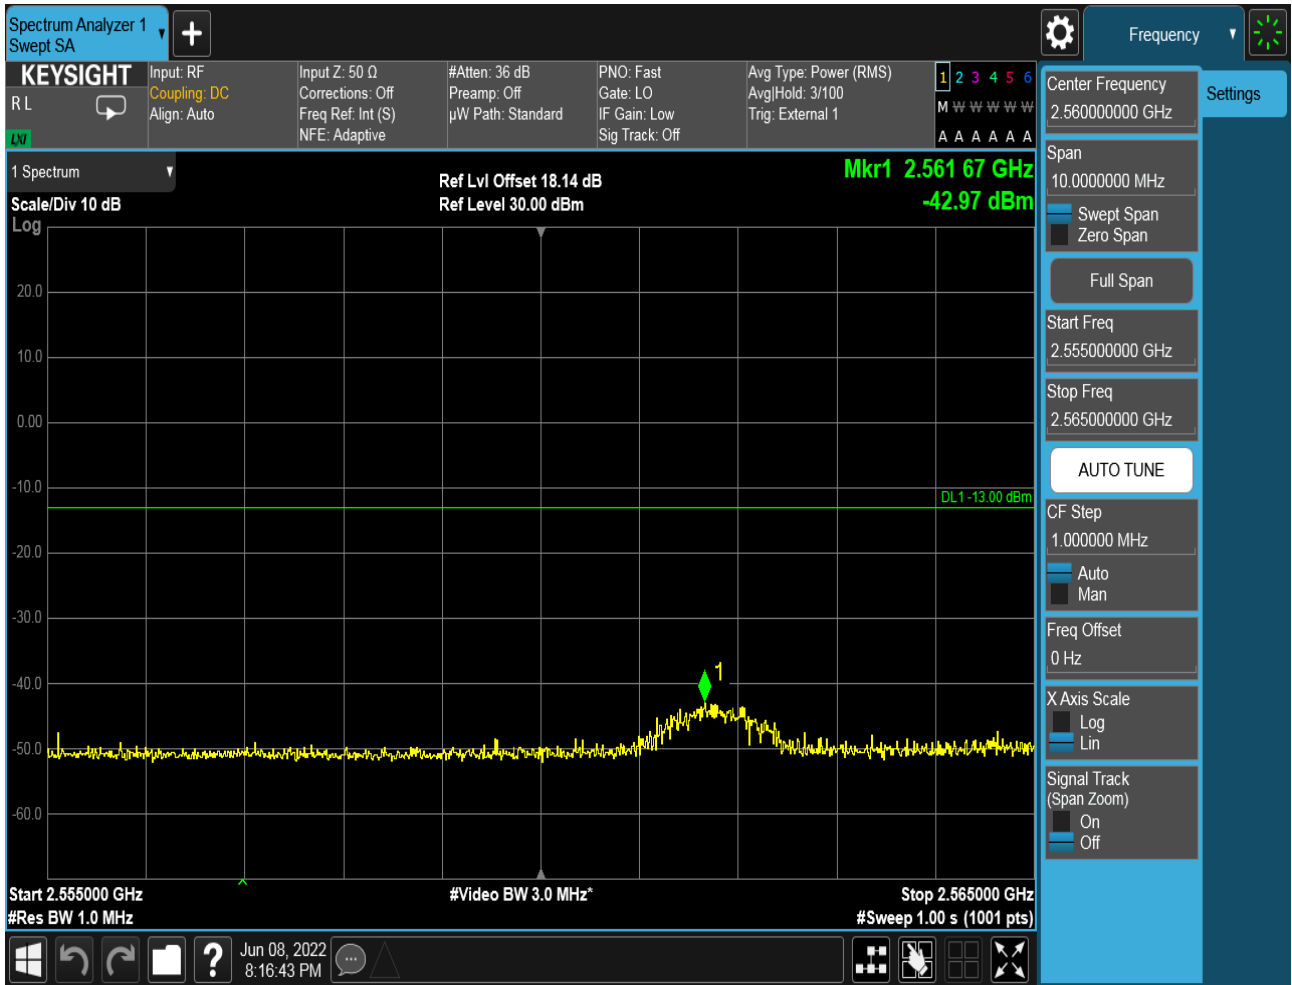 Spectrum Analyzer 1
Swept SA
Frequency
KEYSIGHT
R L
LXI
Input: RF
Coupling: DC
Align: Auto
Input Z: 50 Ω
Corrections: Off
Freq Ref: Int (S)
NFE: Adaptive
#Atten: 36 dB
Preamp: Off
µW Path: Standard
PNO: Fast
Gate: LO
IF Gain: Low
Sig Track: Off
Avg Type: Power (RMS)
Avg|Hold: 3/100
Trig: External 1
1 2 3 4 5 6
M W W W W W
A A A A A A
1 Spectrum
Scale/Div 10 dB
Log
Ref Lvl Offset 18.14 dB
Ref Level 30.00 dBm
Mkr1 2.561 67 GHz
-42.97 dBm
20.0
10.0
0.00
-10.0
DL1 -13.00 dBm
-20.0
-30.0
-40.0
1
-50.0
-60.0
Start 2.555000 GHz
#Video BW 3.0 MHz*
Stop 2.565000 GHz
#Res BW 1.0 MHz
#Sweep 1.00 s (1001 pts)
?
Jun 08, 2022
8:16:43 PM
Center Frequency
2.560000000 GHz
Settings
Span
10.0000000 MHz
Swept Span
Zero Span
Full Span
Start Freq
2.555000000 GHz
Stop Freq
2.565000000 GHz
AUTO TUNE
CF Step
1.000000 MHz
Auto
Man
Freq Offset
0 Hz
X Axis Scale
Log
Lin
Signal Track
(Span Zoom)
On
Off